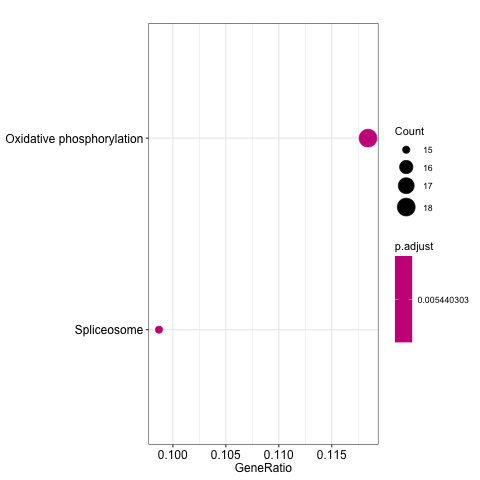 Oxidative phosphorylation
Spliceosome
0.100 0.105 0.110 0.115
GeneRatio
Count
15
16
17
18
p.adjust
0.005440303